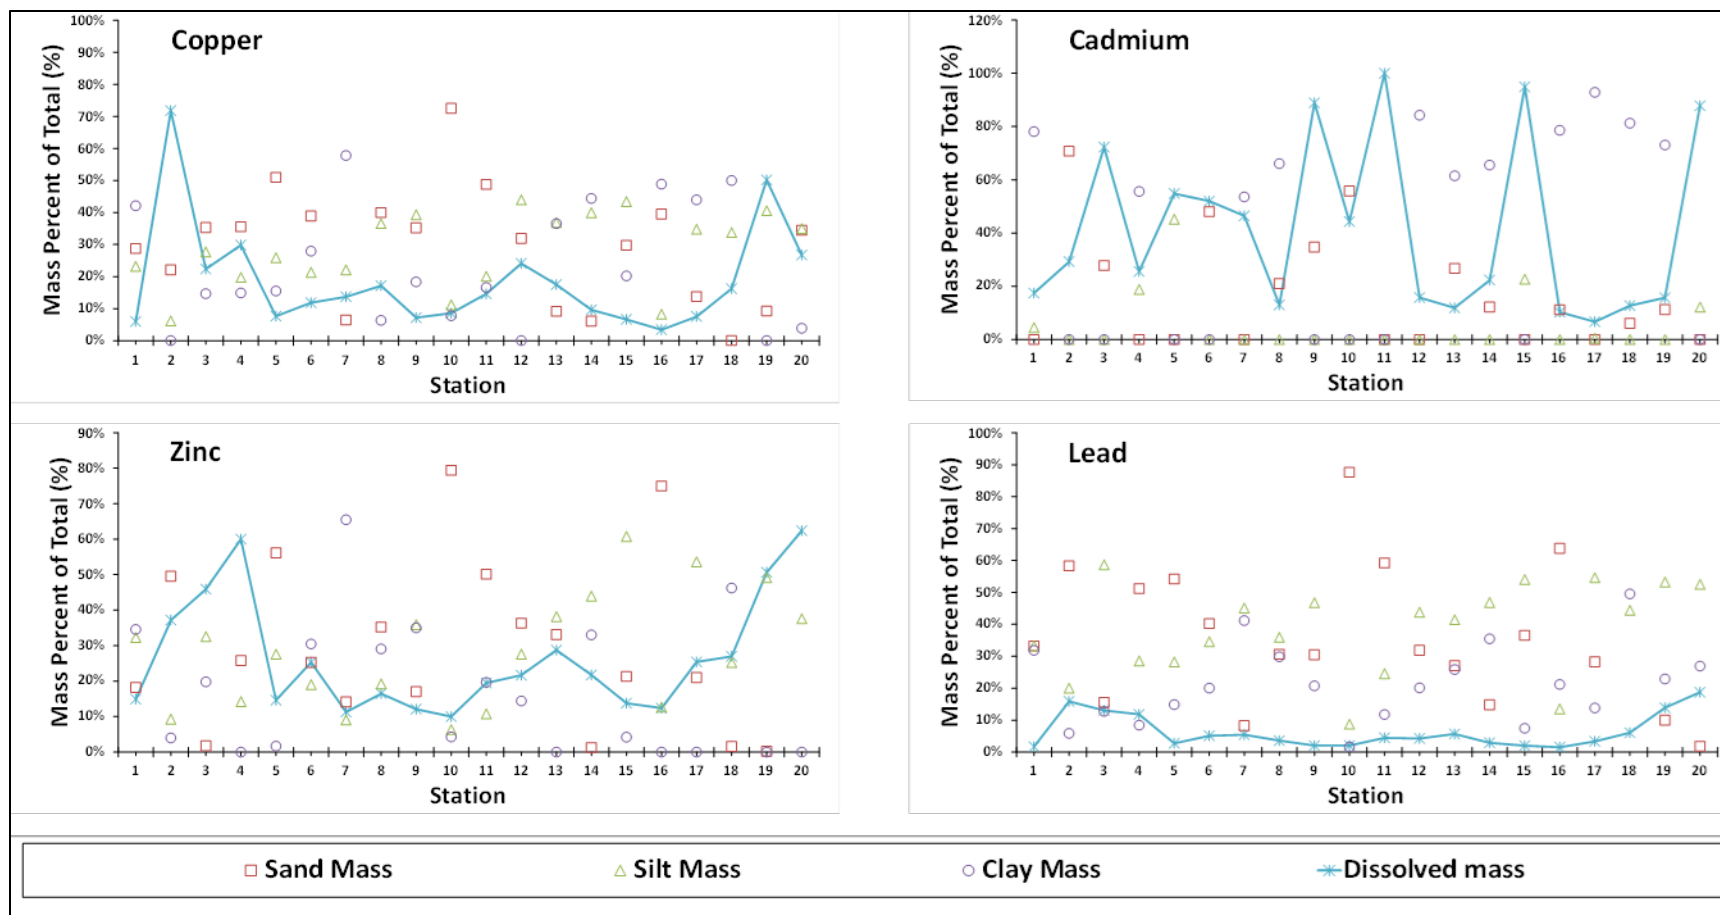 Copper
Mass Percent of Total (%)
100%
90%
80%
70%
60%
50%
40%
30%
20%
10%
0%
1 2 3 4 5 6 7 8 9 10 11 12 13 14 15 16 17 18 19 20
Station
Cadmium
Mass Percent of Total (%)
120%
100%
80%
60%
40%
20%
0%
1 2 3 4 5 6 7 8 9 10 11 12 13 14 15 16 17 18 19 20
Station
Zinc
Mass Percent of Total (%)
90%
80%
70%
60%
50%
40%
30%
20%
10%
0%
1 2 3 4 5 6 7 8 9 10 11 12 13 14 15 16 17 18 19 20
Station
Lead
Mass Percent of Total (%)
100%
90%
80%
70%
60%
50%
40%
30%
20%
10%
0%
1 2 3 4 5 6 7 8 9 10 11 12 13 14 15 16 17 18 19 20
Station
Sand Mass Silt Mass Clay Mass Dissolved mass